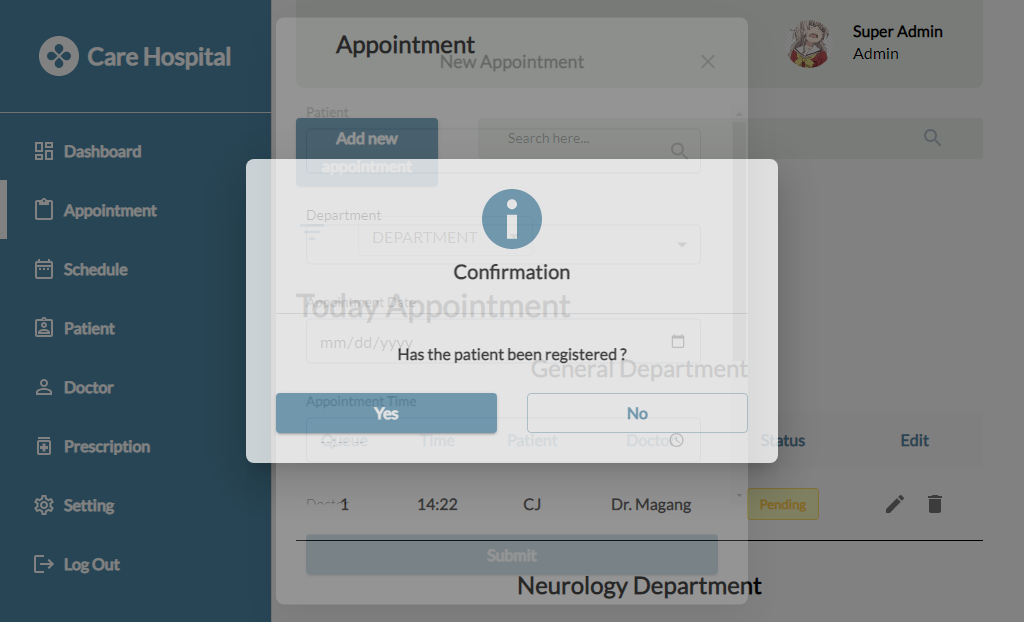 Care Hospital
Dashboard
Appointment
Schedule
Patient
Doctor
Prescription
Setting
Log Out
Appointment
Super Admin
Admin
New Appointment
Patient
Add new
appointment
Search here...
Department
DEPARTMENT
Confirmation
Appointment Date
Today Appointment
mm/dd/yyyy
Has the patient been registered ?
General Department
Appointment Time
Yes
No
Queue Time Patient Doctor Status Edit
Doctor
1 14:22 CJ Dr. Magang Pending
Submit
Neurology Department